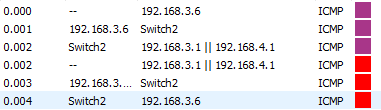 0.000 -- 192.168.3.6 ICMP
0.001 192.168.3.6 Switch2 ICMP
0.002 Switch2 192.168.3.1 || 192.168.4.1 ICMP
0.002 -- 192.168.3.1 || 192.168.4.1 ICMP
0.003 192.168.3.... Switch2 ICMP
0.004 Switch2 192.168.3.6 ICMP